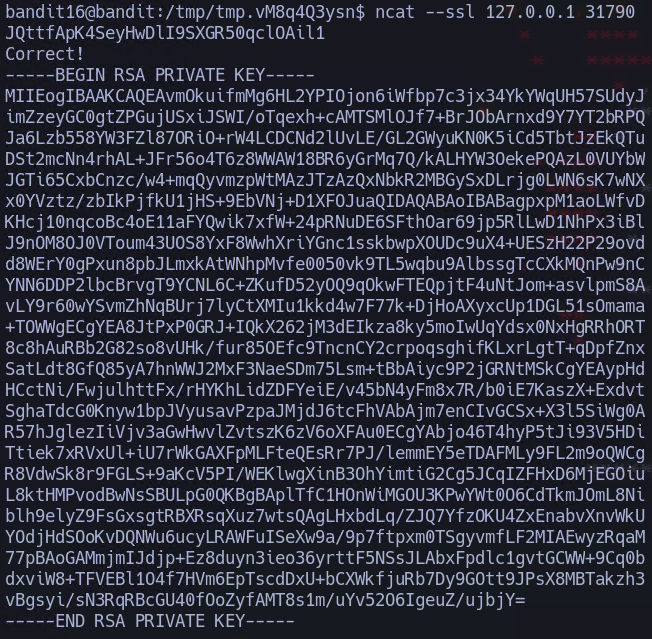 bandit16@bandit:/tmp/tmp.vM8q4Q3ysn$ ncat --ssl 127.0.0.1 31790
JQttfApK4SeyHwDlI9SXGR50qclOAil1
Correct!
-----BEGIN RSA PRIVATE KEY-----
MIIEogIBAAKCAQEAvmOkuifmMg6HL2YPIOjon6iWfbp7c3jx34YkYWqUH57SUdyJ
imZzeyGC0gtZPGujUSxiJSWI/oTqexh+cAMTSMlOJf7+BrJObArnxd9Y7YT2bRPQ
Ja6Lzb558YW3FZl87ORiO+rW4LCDCNd2lUvLE/GL2GWyuKN0K5iCd5TbtJzEkQTu
DSt2mcNn4rhAL+JFr56o4T6z8WWAW18BR6yGrMq7Q/kALHYW3OekePQAzL0VUYbW
JGTi65CxbCnzc/w4+mqQyvmzpWtMAzJTzAzQxNbkR2MBGySxDLrjg0LWN6sK7wNX
x0YVztz/zbIkPjfkU1jHS+9EbVNj+D1XFOJuaQIDAQABAoIBABagpxpM1aoLWfvD
KHcj10nqcoBc4oE11aFYQwik7xfW+24pRNuDE6SFthOar69jp5RlLwD1NhPx3iBl
J9nOM8OJ0VToum43UOS8YxF8WwhXriYGnc1sskbwpXOUDc9uX4+UESzH22P29ovd
d8WErY0gPxun8pbJLmxkAtWNhpMvfe0050vk9TL5wqbu9AlbssgTcCXkMQnPw9nC
YNN6DDP2lbcBrvgT9YCNL6C+ZKufD52yOQ9qOkwFTEQpjtF4uNtJom+asvlpmS8A
vLY9r60wYSvmZhNqBUrj7lyCtXMIu1kkd4w7F77k+DjHoAXyxcUp1DGL51sOmama
+TOWWgECgYEA8JtPxP0GRJ+IQkX262jM3dEIkza8ky5moIwUqYdsx0NxHgRRhORT
8c8hAuRBb2G82so8vUHk/fur85OEfc9TncnCY2crpoqsghifKLxrLgtT+qDpfZnx
SatLdt8GfQ85yA7hnWWJ2MxF3NaeSDm75Lsm+tBbAiyc9P2jGRNtMSkCgYEAypHd
HCctNi/FwjulhttFx/rHYKhLidZDFYeiE/v45bN4yFm8x7R/b0iE7KaszX+Exdvt
SghaTdcG0Knyw1bpJVyusavPzpaJMjdJ6tcFhVAbAjm7enCIvGCSx+X3l5SiWg0A
R57hJglezIiVjv3aGwHwvlZvtszK6zV6oXFAu0ECgYAbjo46T4hyP5tJi93V5HDi
Ttiek7xRVxUl+iU7rWkGAXFpMLFteQEsRr7PJ/lemmEY5eTDAFMLy9FL2m9oQWCg
R8VdwSk8r9FGLS+9aKcV5PI/WEKlwgXinB3OhYimtiG2Cg5JCqIZFHxD6MjEGOiu
L8ktHMPvodBwNsSBULpG0QKBgBAplTfC1HOnWiMGOU3KPwYWt0O6CdTkmJOmL8Ni
blh9elyZ9FsGxsgtRBXRsqXuz7wtsQAgLHxbdLq/ZJQ7YfzOKU4ZxEnabvXnvWkU
YOdjHdSOoKvDQNWu6ucyLRAWFuISeXw9a/9p7ftpxm0TSgyvmfLF2MIAEwyzRqaM
77pBAoGAMmjmIJdjp+Ez8duyn3ieo36yrttF5NSsJLAbxFpdlc1gvtGCWW+9Cq0b
dxviW8+TFVEBl1O4f7HVm6EpTscdDxU+bCXWkfjuRb7Dy9GOtt9JPsX8MBTakzh3
vBgsyi/sN3RqRBcGU40fOoZyfAMT8s1m/uYv52O6IgeuZ/ujbjY=
-----END RSA PRIVATE KEY-----